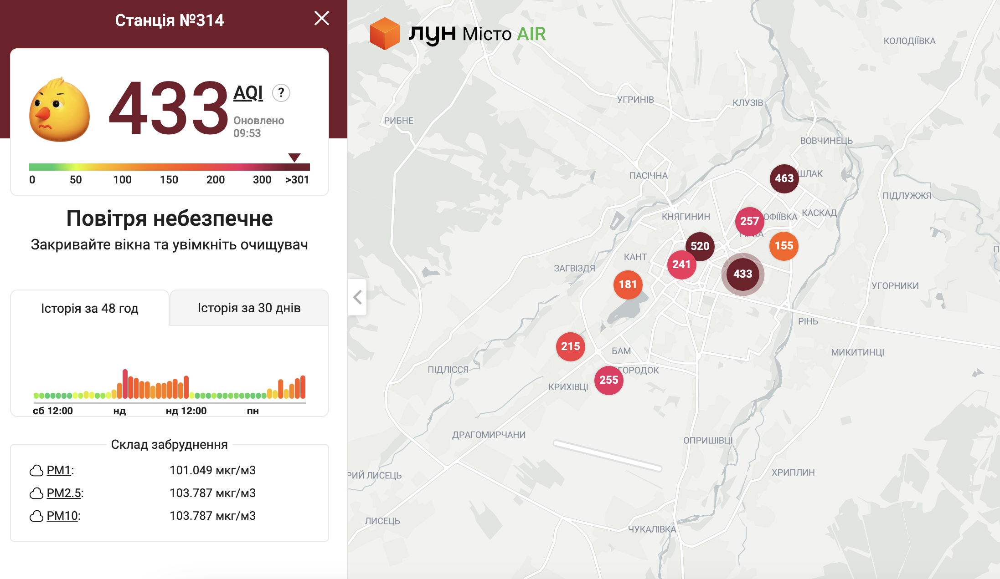 Станція №314
433 AQI ?
Оновлено
09:53
0 50 100 150 200 300 >301
Повітря небезпечне
Закривайте вікна та увімкніть очищувач
Історія за 48 год
Історія за 30 днів
сб 12:00 нд нд 12:00 пн
Склад забруднення
PM1: 101.049 мкг/м3
PM2.5: 103.787 мкг/м3
PM10: 103.787 мкг/м3
лун Місто AIR
КОЛОДІЇВКА
УГРИНІВ
КЛУЗІВ
РИБНЕ
ВОВЧИНЕЦЬ
ПАСІЧНА
463
ШЛАК
ПІДЛУЖЖЯ
КНЯГИНИН
257
ОФІЇВКА
КАСКАД
520
155
КАНТ
241
ЗАГВІЗДЯ
433
181
УГОРНИКИ
РІНЬ
215
БАМ
МИКИТИНЦІ
ПІДЛІССЯ
ГОРОДОК
255
КРИХІВЦІ
ДРАГОМИРЧАНИ
ОПРИШІВЦІ
РИЙ ЛИСЕЦЬ
ХРИПЛИН
ЛИСЕЦЬ
ЧУКАЛІВКА